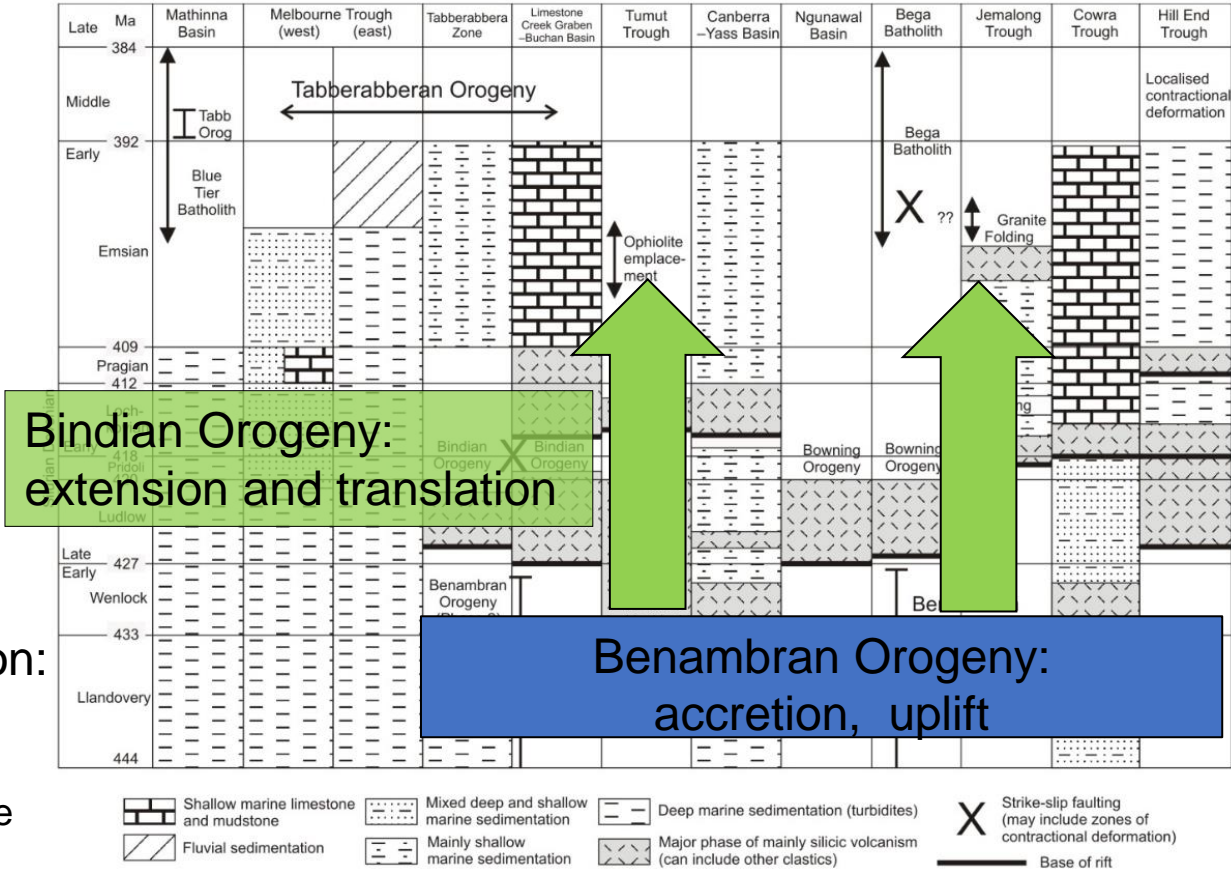 Late Ma
Mathinna Basin
Melbourne Trough (west) (east)
Tabberabbera Zone
Limestone Creek Graben –Buchan Basin
Tumut Trough
Canberra –Yass Basin
Ngunawal Basin
Bega Batholith
Jemalong Trough
Cowra Trough
Hill End Trough
384
Middle
Tabb
Orog
Tabberabberan Orogeny
Localised
contractional
deformation
392
Early
Blue
Tier
Batholith
Bega
Batholith
X ??
Granite
Folding
Emsian
Ophiolite
emplace-
ment
409
Pragian
412
Bindian Orogeny:
extension and translation
Loch-
Early
418
Pridoli
420
Ludlow
Bindian
Orogeny
X
Bindian
Orogeny
Bowning
Orogeny
Bowning
Orogeny
Late
427
Early
Wenlock
Benambran
Orogeny
433
on:
Benambran Orogeny:
accretion, uplift
Llandovery
444
e
Shallow marine limestone
and mudstone
Fluvial sedimentation
Mixed deep and shallow
marine sedimentation
Mainly shallow
marine sedimentation
Deep marine sedimentation (turbidites)
Major phase of mainly silicic volcanism
(can include other clastics)
X
Strike-slip faulting
(may include zones of
contractional deformation)
Base of rift